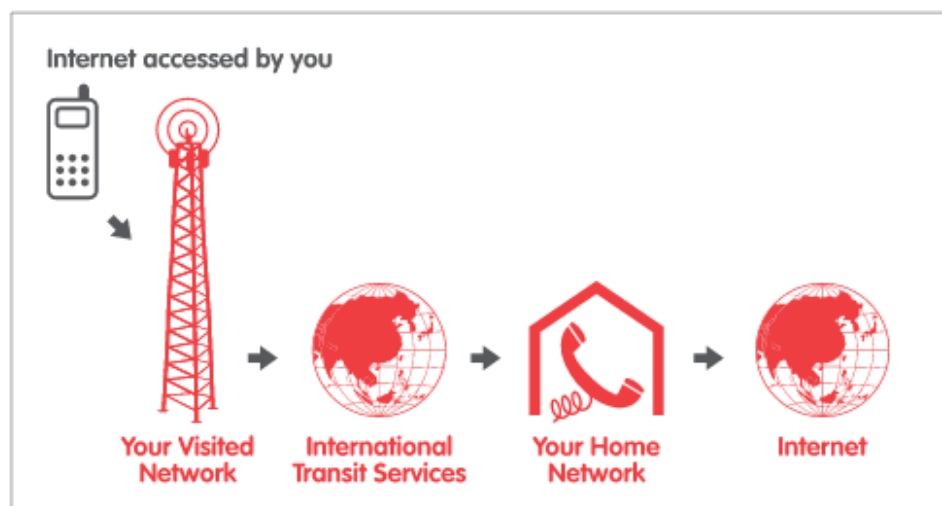 Internet accessed by you
Your Visited
Network
International
Transit Services
Your Home
Network
Internet